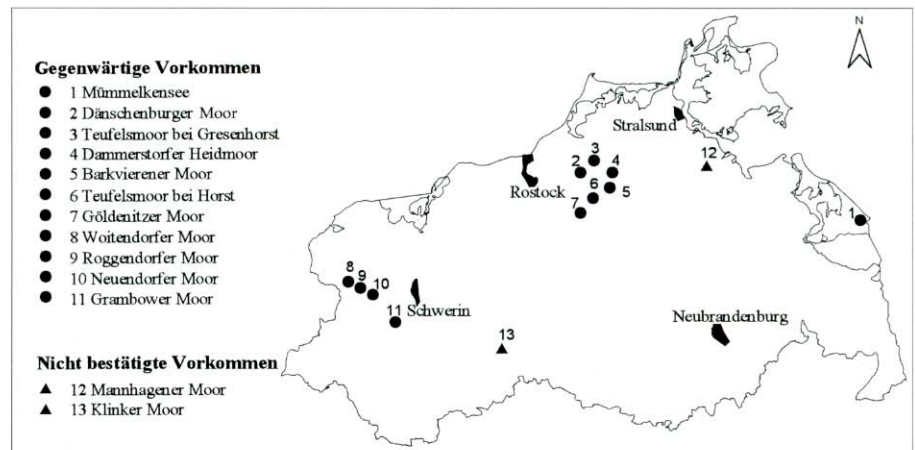 Gegenwärtige Vorkommen
1 Mümmelkensee
2 Dänschenburger Moor
3 Teufelsmoor bei Gresenhorst
4 Dammerstorfer Heidmoor
5 Barkvierener Moor
6 Teufelsmoor bei Horst
7 Göldenitzer Moor
8 Woitendorfer Moor
9 Roggendorfer Moor
10 Neuendorfer Moor
11 Grambower Moor
Nicht bestätigte Vorkommen
12 Mannhagener Moor
13 Klinker Moor
N
Stralsund
12
3
2
4
Rostock
6
5
7
1
8
9
10
Schwerin
11
Neubrandenburg
13